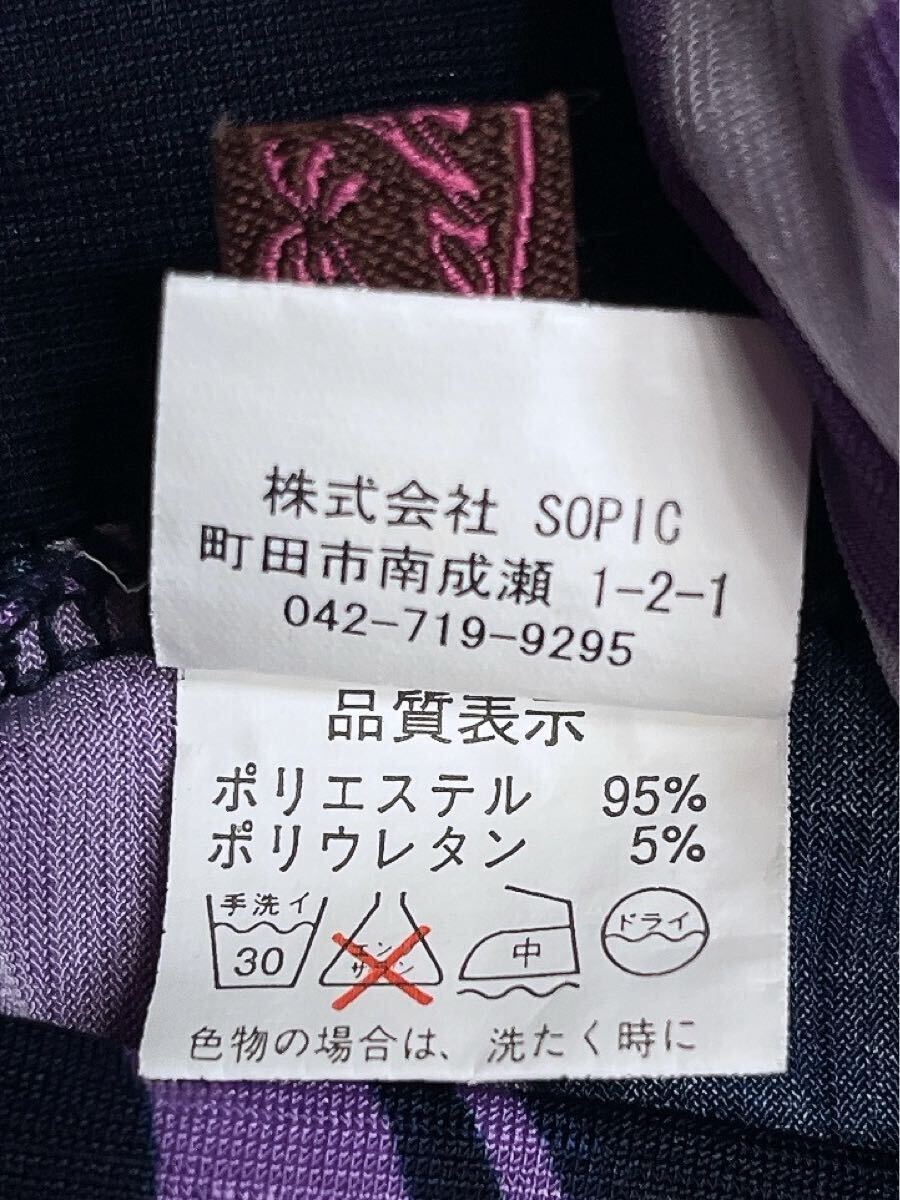 株式会社 SOPIC
町田市南成瀬 1-2-1
042-719-9295
品質表示
ポリエステル 95%
ポリウレタン 5%
手洗イ
30
エンソ
サラシ
中
ドライ
色物の場合は、洗たく時に